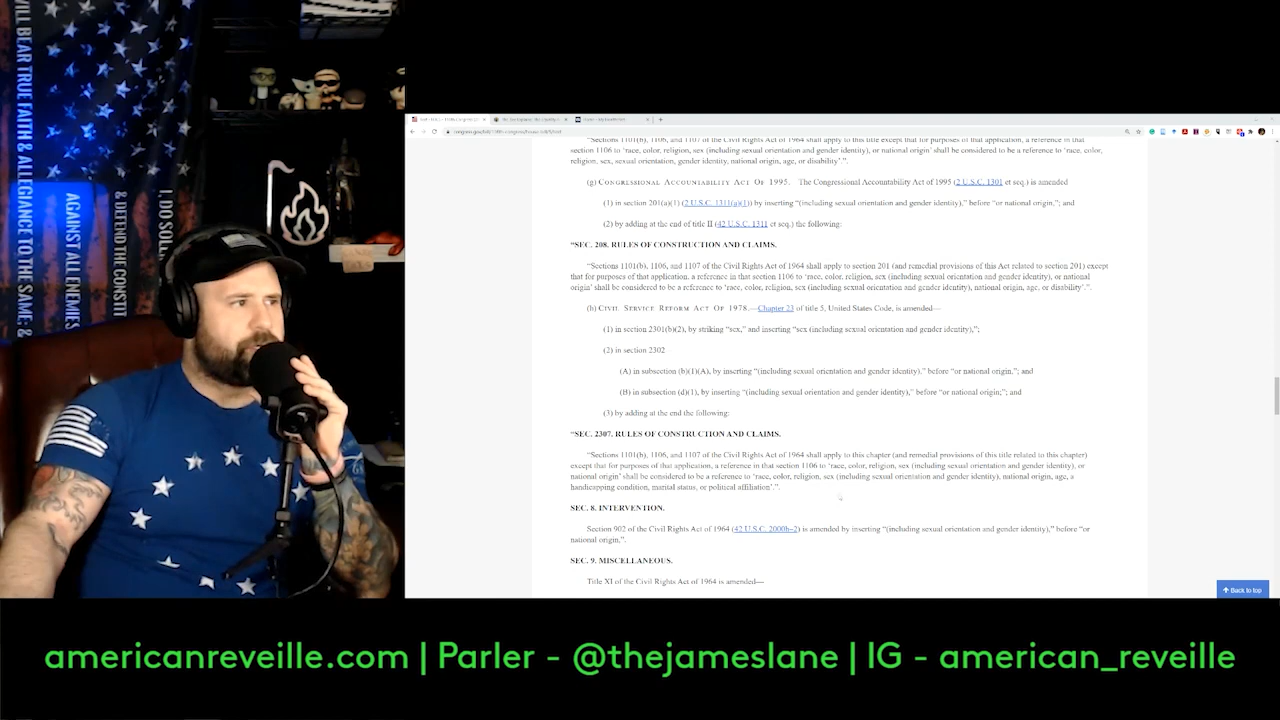 WILL BEAR TRUE FAITH & ALLEGIANCE TO THE SAME; &
AGAINST ALL ENEMIES
& DEFEND THE CONSTIT
I DO SOL
"Sections 1101(b), 1106, and 1107 of the Civil Rights Act of 1964 shall apply to this title except that for purposes of that application, a reference in that
section 1106 to 'race, color, religion, sex (including sexual orientation and gender identity), or national origin' shall be considered to be a reference to 'race, color,
religion, sex, sexual orientation, gender identity, national origin, age, or disability'.".
(g) CONGRESSIONAL ACCOUNTABILITY ACT OF 1995. The Congressional Accountability Act of 1995 (2 U.S.C. 1301 et seq.) is amended
(1) in section 201(a)(1) (2 U.S.C. 1311(a)(1)) by inserting "(including sexual orientation and gender identity)," before "or national origin,"; and
(2) by adding at the end of title II (42 U.S.C. 1311 et seq.) the following:
"SEC. 208. RULES OF CONSTRUCTION AND CLAIMS.
"Sections 1101(b), 1106, and 1107 of the Civil Rights Act of 1964 shall apply to section 201 (and remedial provisions of this Act related to section 201) except
that for purposes of that application, a reference in that section 1106 to 'race, color, religion, sex (including sexual orientation and gender identity), or national
origin' shall be considered to be a reference to 'race, color, religion, sex (including sexual orientation and gender identity), national origin, age, or disability'.".
(h) CIVIL SERVICE REFORM ACT OF 1978.—Chapter 23 of title 5, United States Code, is amended—
(1) in section 2301(b)(2), by striking "sex," and inserting "sex (including sexual orientation and gender identity),";
(2) in section 2302
(A) in subsection (b)(1)(A), by inserting "(including sexual orientation and gender identity)," before "or national origin,"; and
(B) in subsection (d)(1), by inserting "(including sexual orientation and gender identity)," before "or national origin;"; and
(3) by adding at the end the following:
"SEC. 2307. RULES OF CONSTRUCTION AND CLAIMS.
"Sections 1101(b), 1106, and 1107 of the Civil Rights Act of 1964 shall apply to this chapter (and remedial provisions of this title related to this chapter)
except that for purposes of that application, a reference in that section 1106 to 'race, color, religion, sex (including sexual orientation and gender identity), or
national origin' shall be considered to be a reference to 'race, color, religion, sex (including sexual orientation and gender identity), national origin, age, a
handicapping condition, marital status, or political affiliation'.".
SEC. 8. INTERVENTION.
Section 902 of the Civil Rights Act of 1964 (42 U.S.C. 2000h–2) is amended by inserting "(including sexual orientation and gender identity)," before "or
national origin,".
SEC. 9. MISCELLANEOUS.
Title XI of the Civil Rights Act of 1964 is amended—
Back to top
americanreveille.com | Parler - @thejameslane | IG - american_reveille